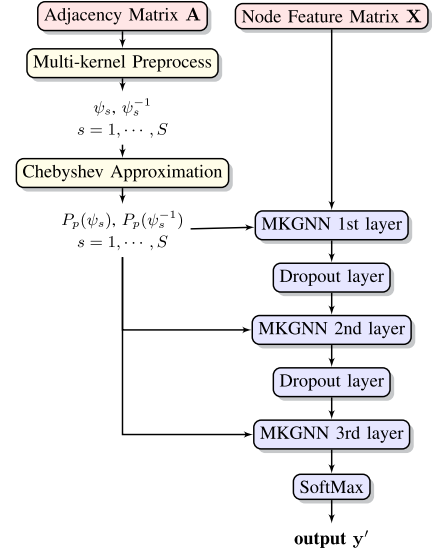 Adjacency Matrix A
Node Feature Matrix X
Multi-kernel Preprocess
ψ_s, ψ_s^{-1}
s = 1, ⋯ , S
Chebyshev Approximation
P_p(ψ_s), P_p(ψ_s^{-1})
s = 1, ⋯ , S
MKGNN 1st layer
Dropout layer
MKGNN 2nd layer
Dropout layer
MKGNN 3rd layer
SoftMax
output y′